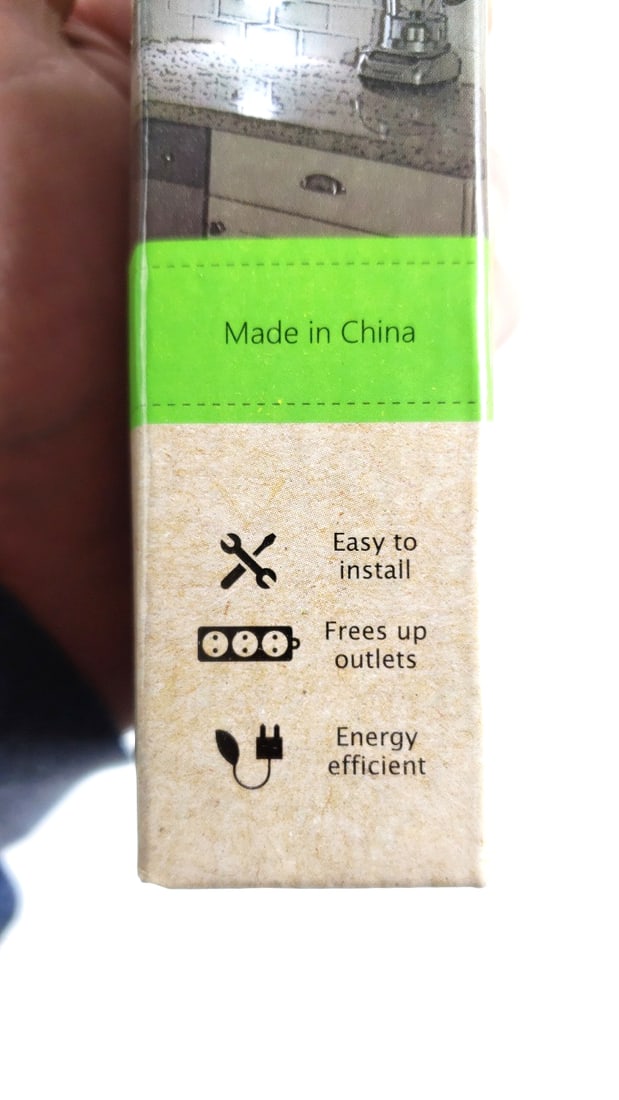 Made in China
Easy to
install
Frees up
outlets
Energy
efficient